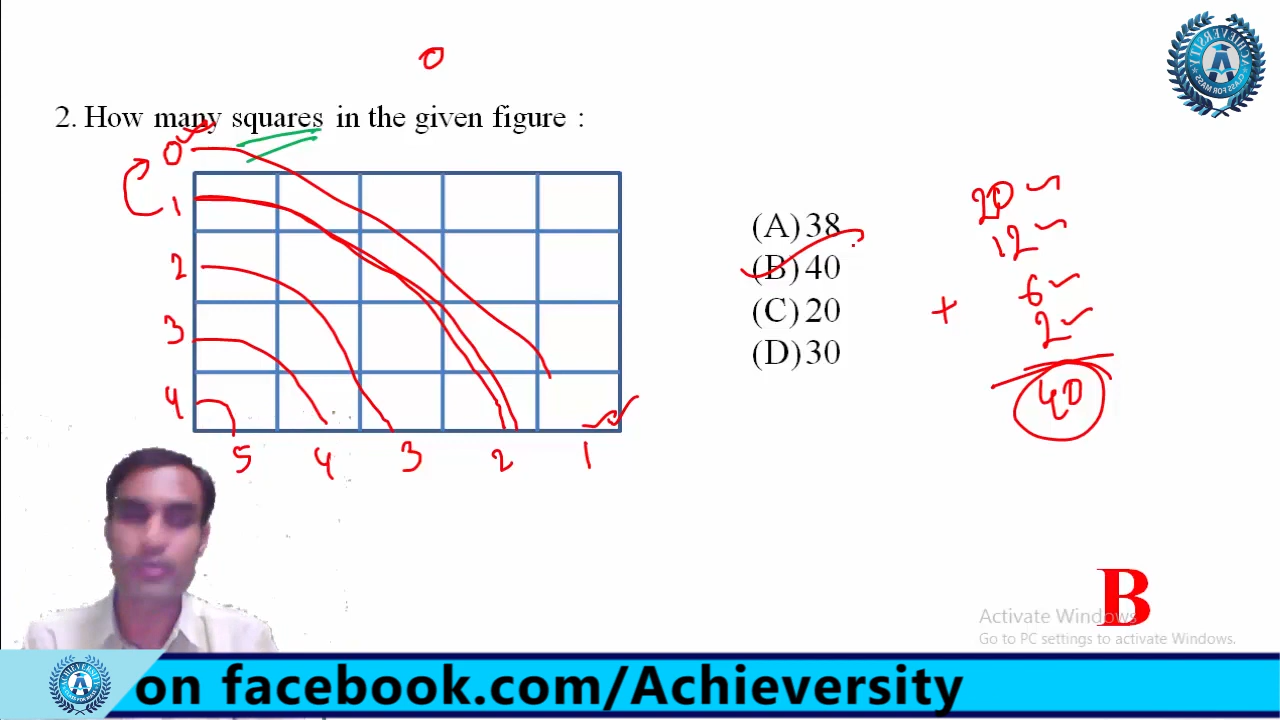 0
2. How many squares in the given figure :
0
1
2
3
4
5 4 3 2 1
(A) 38
(B) 40
(C) 20
(D) 30
20
12
6
+ 2
40
B
Activate Windows
Go to PC settings to activate Windows.
on facebook.com/Achieversity